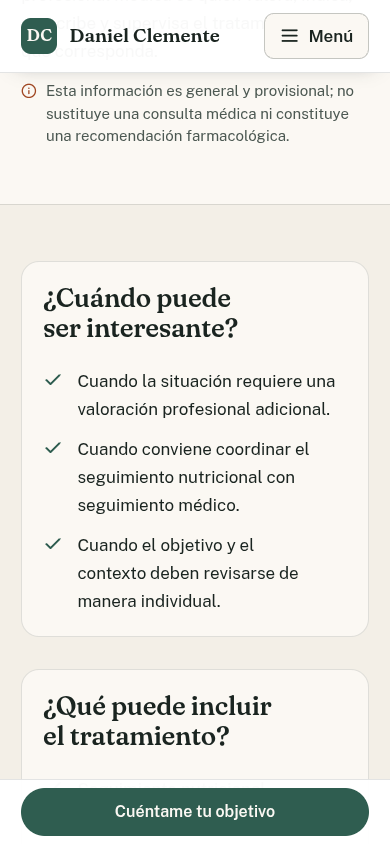 DC Daniel Clemente Menú
corresponda.
Esta información es general y provisional; no
sustituye una consulta médica ni constituye
una recomendación farmacológica.
¿Cuándo puede
ser interesante?
Cuando la situación requiere una
valoración profesional adicional.
Cuando conviene coordinar el
seguimiento nutricional con
seguimiento médico.
Cuando el objetivo y el
contexto deben revisarse de
manera individual.
¿Qué puede incluir
el tratamiento?
Cuéntame tu objetivo